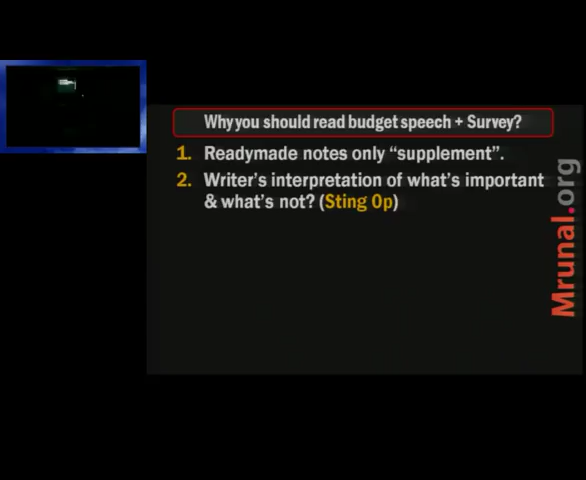 Why you should read budget speech + Survey?
1. Readymade notes only “supplement”.
2. Writer's interpretation of what's important
& what's not? (Sting Op)
Mrunal.org